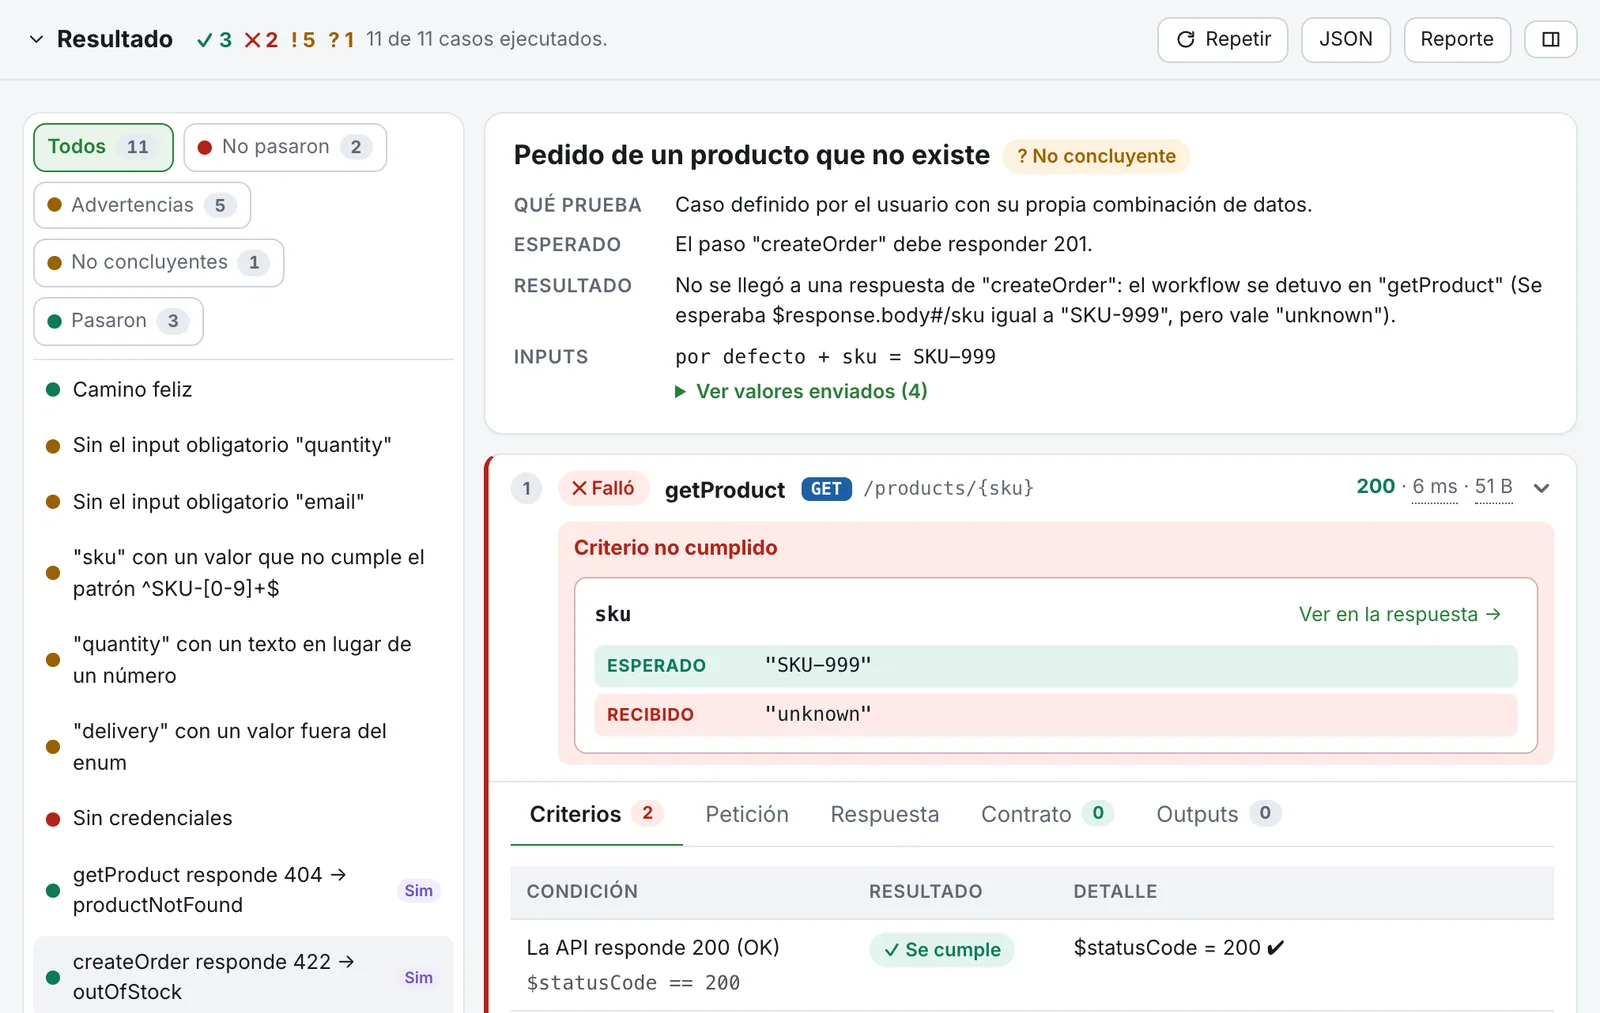 Resultado ✓ 3 ✕ 2 ! 5 ? 1 11 de 11 casos ejecutados.
Repetir JSON Reporte
Todos 11 No pasaron 2
Advertencias 5
No concluyentes 1
Pasaron 3
Camino feliz
Sin el input obligatorio "quantity"
Sin el input obligatorio "email"
"sku" con un valor que no cumple el
patrón ^SKU-[0-9]+$
"quantity" con un texto en lugar de
un número
"delivery" con un valor fuera del
enum
Sin credenciales
getProduct responde 404 →
productNotFound
Sim
createOrder responde 422 →
outOfStock
Sim
Pedido de un producto que no existe ? No concluyente
QUÉ PRUEBA Caso definido por el usuario con su propia combinación de datos.
ESPERADO El paso "createOrder" debe responder 201.
RESULTADO No se llegó a una respuesta de "createOrder": el workflow se detuvo en "getProduct" (Se
esperaba $response.body#/sku igual a "SKU-999", pero vale "unknown").
INPUTS por defecto + sku = SKU-999
▶ Ver valores enviados (4)
1 ✕ Falló getProduct GET /products/{sku} 200 · 6 ms · 51 B
Criterio no cumplido
sku Ver en la respuesta →
ESPERADO "SKU-999"
RECIBIDO "unknown"
Criterios 2 Petición Respuesta Contrato 0 Outputs 0
CONDICIÓN RESULTADO DETALLE
La API responde 200 (OK) ✓ Se cumple $statusCode = 200 ✔
$statusCode == 200